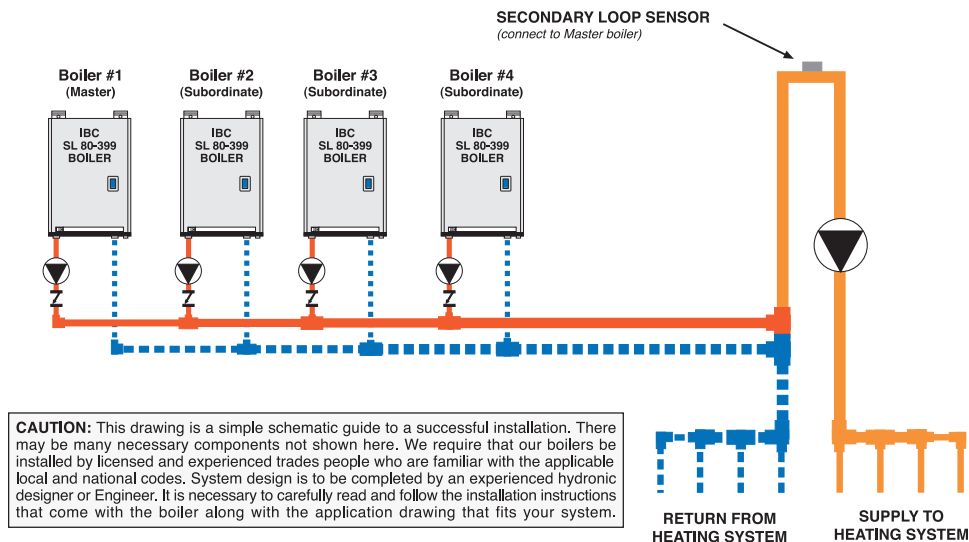 SECONDARY LOOP SENSOR
(connect to Master boiler)
Boiler #1
(Master)
Boiler #2
(Subordinate)
Boiler #3
(Subordinate)
Boiler #4
(Subordinate)
IBC
SL 80-399
BOILER
IBC
SL 80-399
BOILER
IBC
SL 80-399
BOILER
IBC
SL 80-399
BOILER
CAUTION: This drawing is a simple schematic guide to a successful installation. There
may be many necessary components not shown here. We require that our boilers be
installed by licensed and experienced trades people who are familiar with the applicable
local and national codes. System design is to be completed by an experienced hydronic
designer or Engineer. It is necessary to carefully read and follow the installation instructions
that come with the boiler along with the application drawing that fits your system.
RETURN FROM
HEATING SYSTEM
SUPPLY TO
HEATING SYSTEM